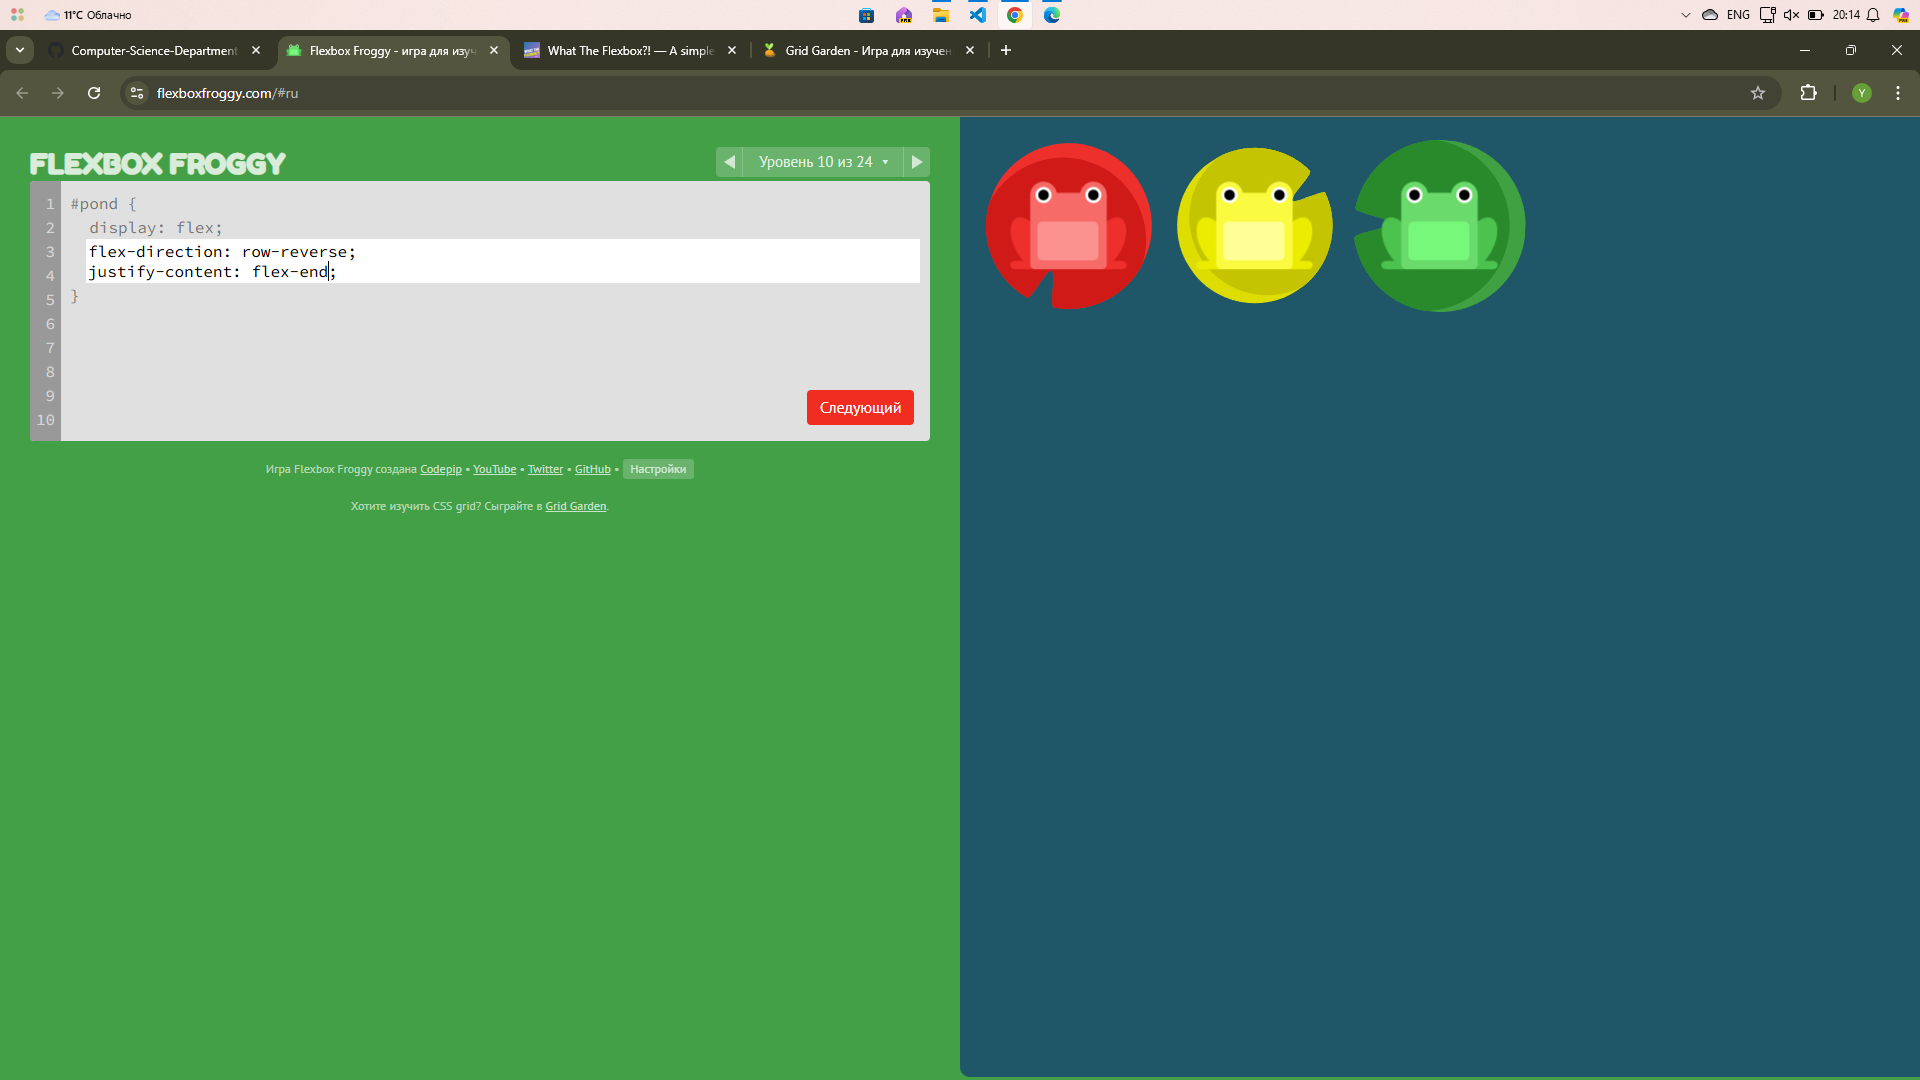 11°C Облачно
ENG
20:14
Computer-Science-Department
Flexbox Froggy - игра для изуч
What The Flexbox?! — A simple
Grid Garden - Игра для изучен
flexboxfroggy.com/#ru
Y
FLEXBOX FROGGY
Уровень 10 из 24
1 #pond {
2 display: flex;
3 flex-direction: row-reverse;
4 justify-content: flex-end;
5 }
6
7
8
9
10
Следующий
Игра Flexbox Froggy создана Codepip • YouTube • Twitter • GitHub • Настройки
Хотите изучить CSS grid? Сыграйте в Grid Garden.